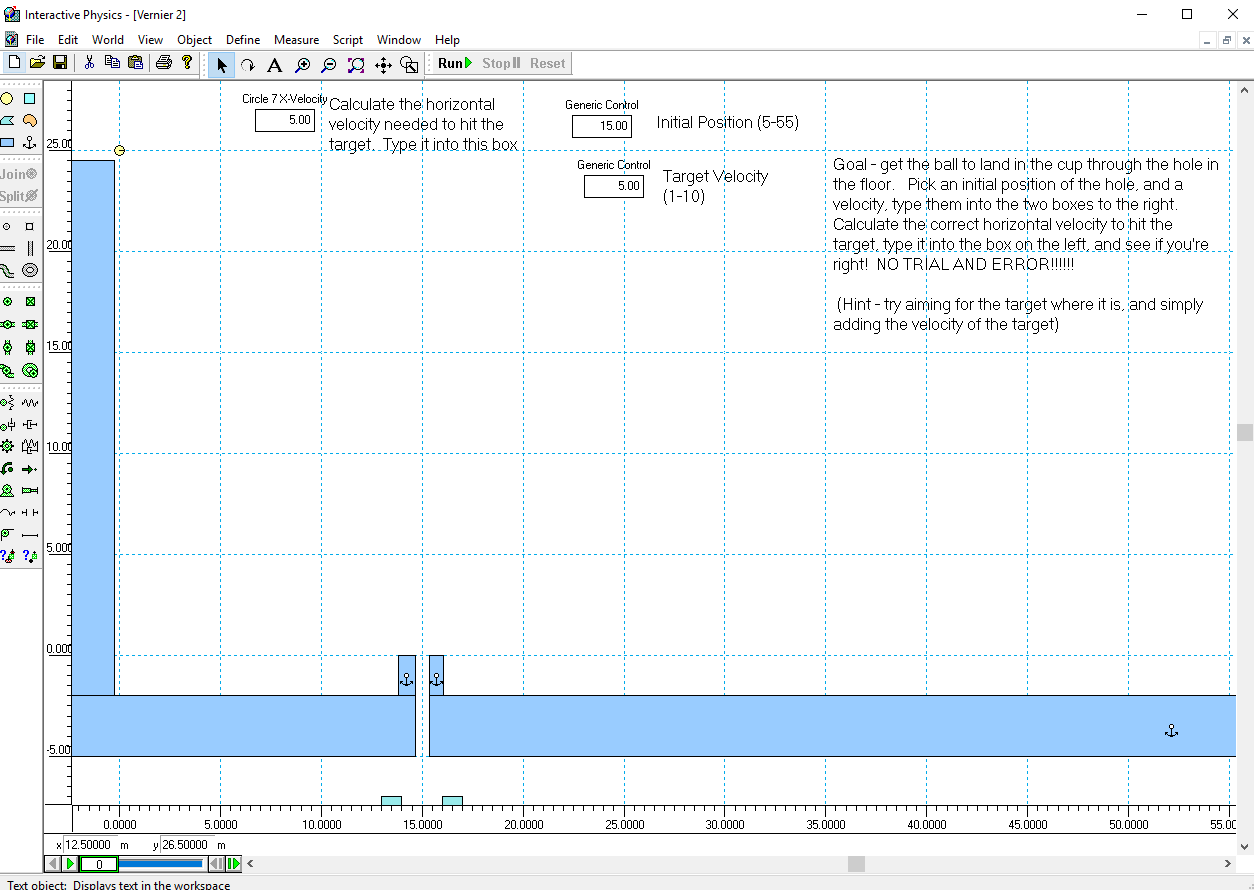 Interactive Physics - [Vernier 2]
File Edit World View Object Define Measure Script Window Help
Run Stop Reset
Join
Split
Circle 7 X-Velocity
5.00
Calculate the horizontal
velocity needed to hit the
target. Type it into this box
Generic Control
15.00
Initial Position (5-55)
Generic Control
5.00
Target Velocity
(1-10)
Goal - get the ball to land in the cup through the hole in
the floor. Pick an initial position of the hole, and a
velocity, type them into the two boxes to the right.
Calculate the correct horizontal velocity to hit the
target, type it into the box on the left, and see if you're
right! NO TRIAL AND ERROR!!!!!!
(Hint - try aiming for the target where it is, and simply
adding the velocity of the target)
25.00
20.00
15.00
10.00
5.000
0.000
-5.00
0.0000 5.0000 10.0000 15.0000 20.0000 25.0000 30.0000 35.0000 40.0000 45.0000 50.0000 55.00
x 12.50000 m y 26.50000 m
0
Text object: Displays text in the workspace